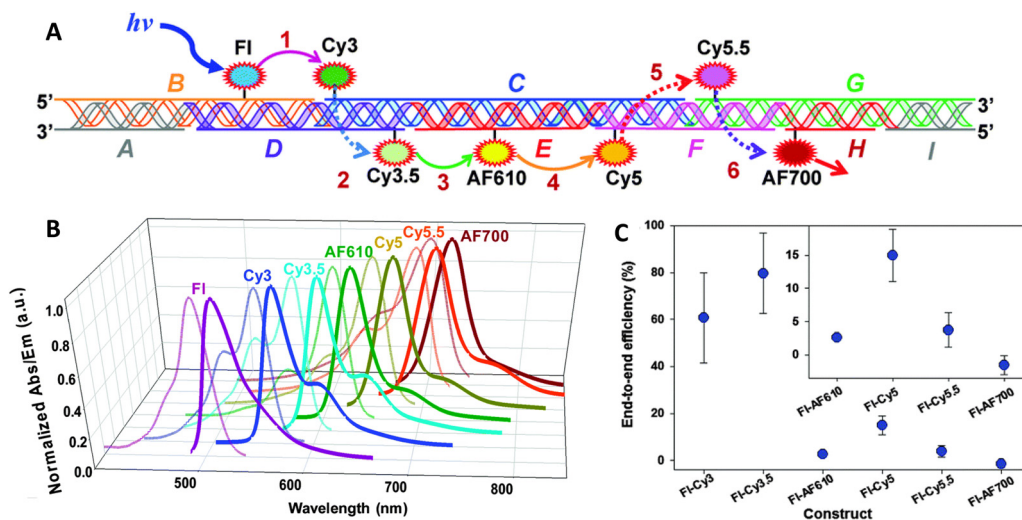 A
hν
Fl
1
Cy3
Cy5.5
5
B
C
G
5’
3’
3’
5’
A
D
2
Cy3.5
3
AF610
E
4
Cy5
F
6
AF700
H
I
B
Normalized Abs/Em (a.u.)
1.0
0.8
0.6
0.4
0.2
0.0
Fl
Cy3
Cy3.5
AF610
Cy5
Cy5.5
AF700
500
600
700
800
Wavelength (nm)
C
End-to-end efficiency (%)
100
80
60
40
20
0
15
5
0
Fl-AF610
Fl-Cy5
Fl-Cy5.5
Fl-AF700
Fl-Cy3
Fl-Cy3.5
Fl-AF610
Fl-Cy5
Fl-Cy5.5
Fl-AF700
Construct